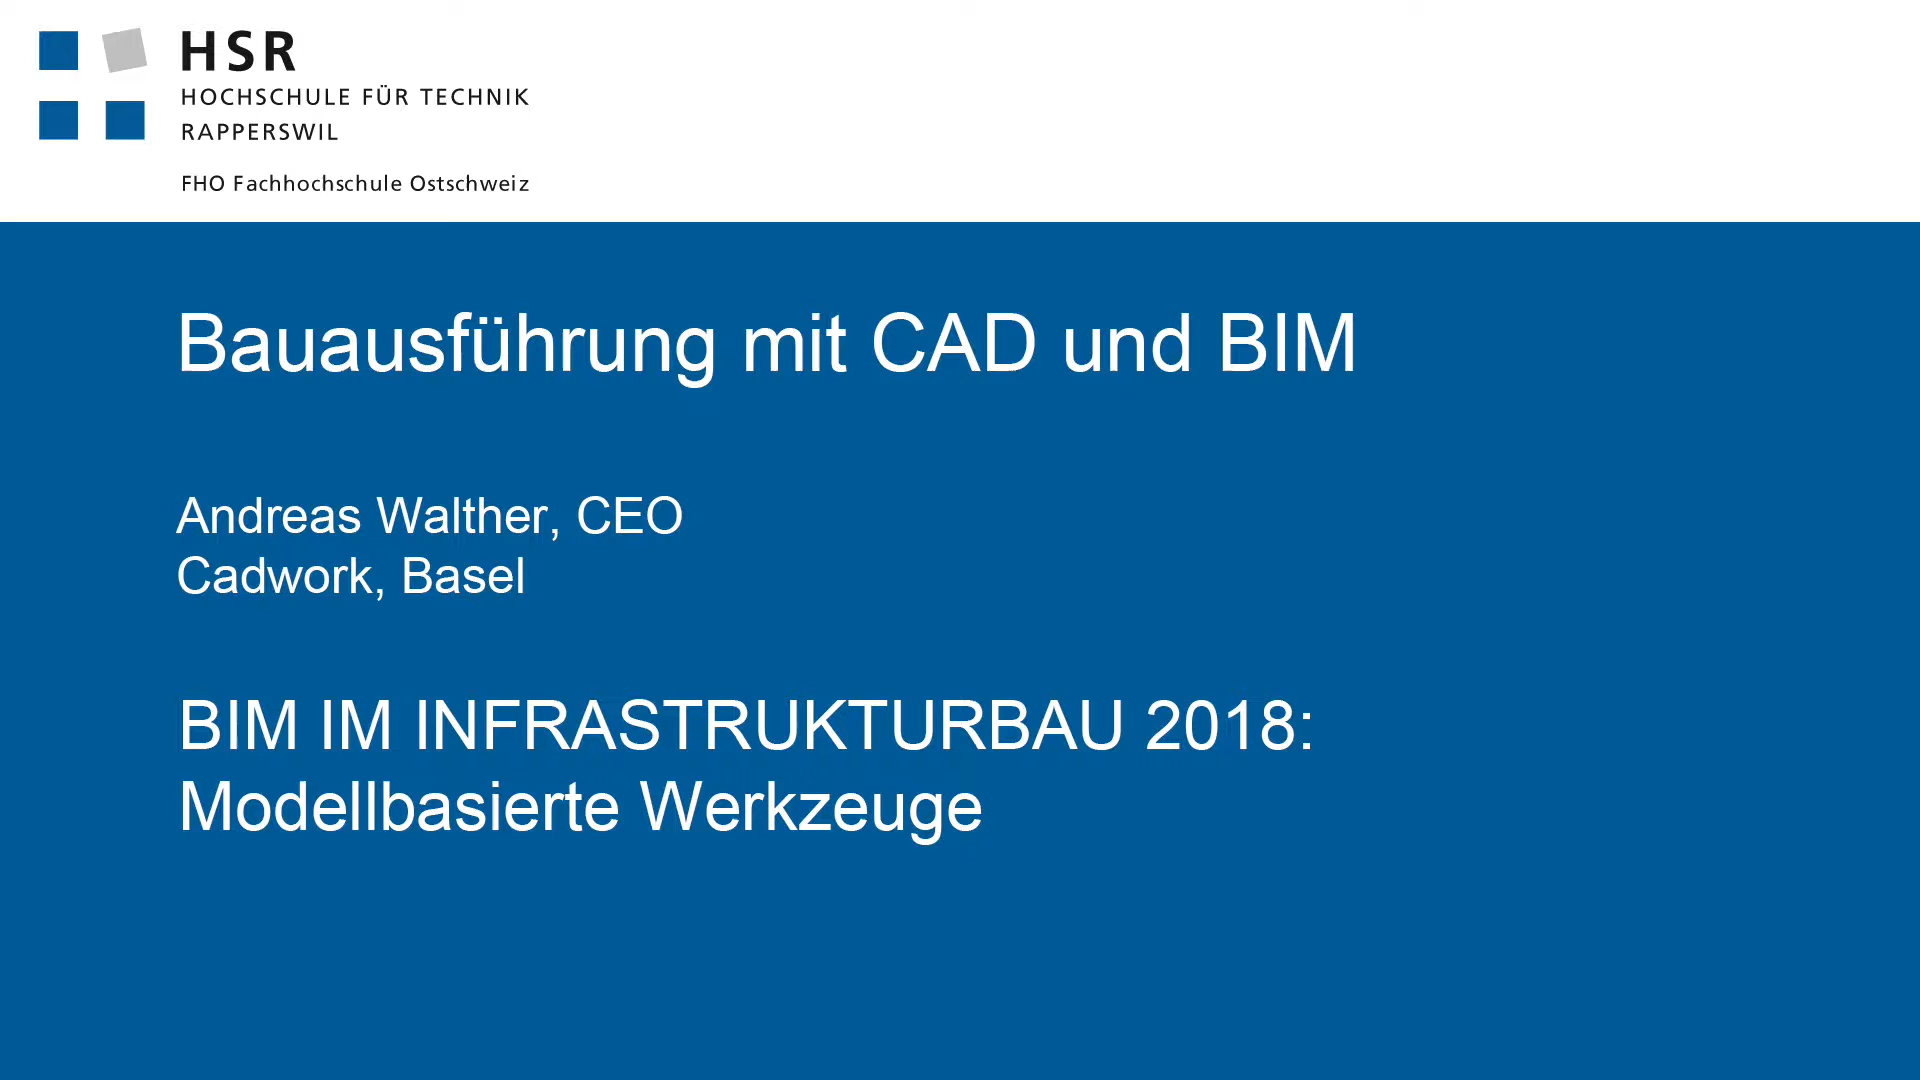 HSR
HOCHSCHULE FÜR TECHNIK
RAPPERSWIL
FHO Fachhochschule Ostschweiz
Bauausführung mit CAD und BIM
Andreas Walther, CEO
Cadwork, Basel
BIM IM INFRASTRUKTURBAU 2018:
Modellbasierte Werkzeuge